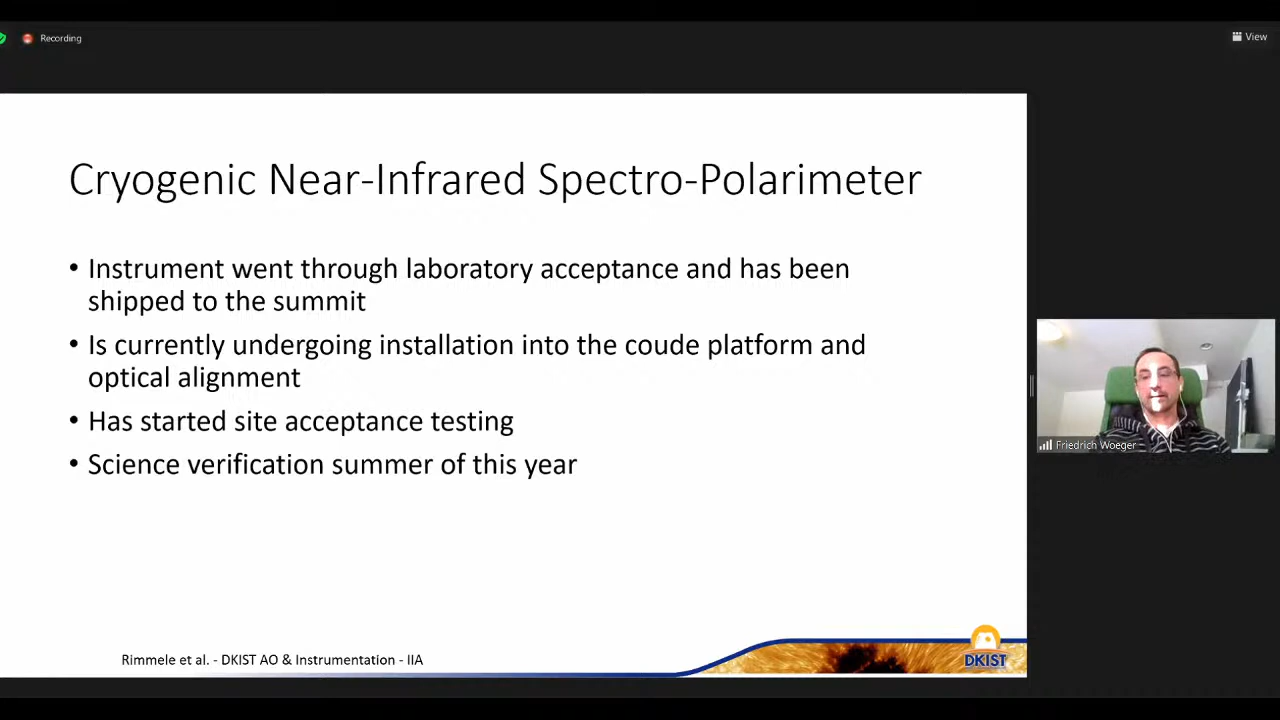 Recording
View
Cryogenic Near-Infrared Spectro-Polarimeter
• Instrument went through laboratory acceptance and has been
shipped to the summit
• Is currently undergoing installation into the coude platform and
optical alignment
• Has started site acceptance testing
• Science verification summer of this year
Friedrich Woeger
Rimmele et al. - DKIST AO & Instrumentation - IIA
DKIST